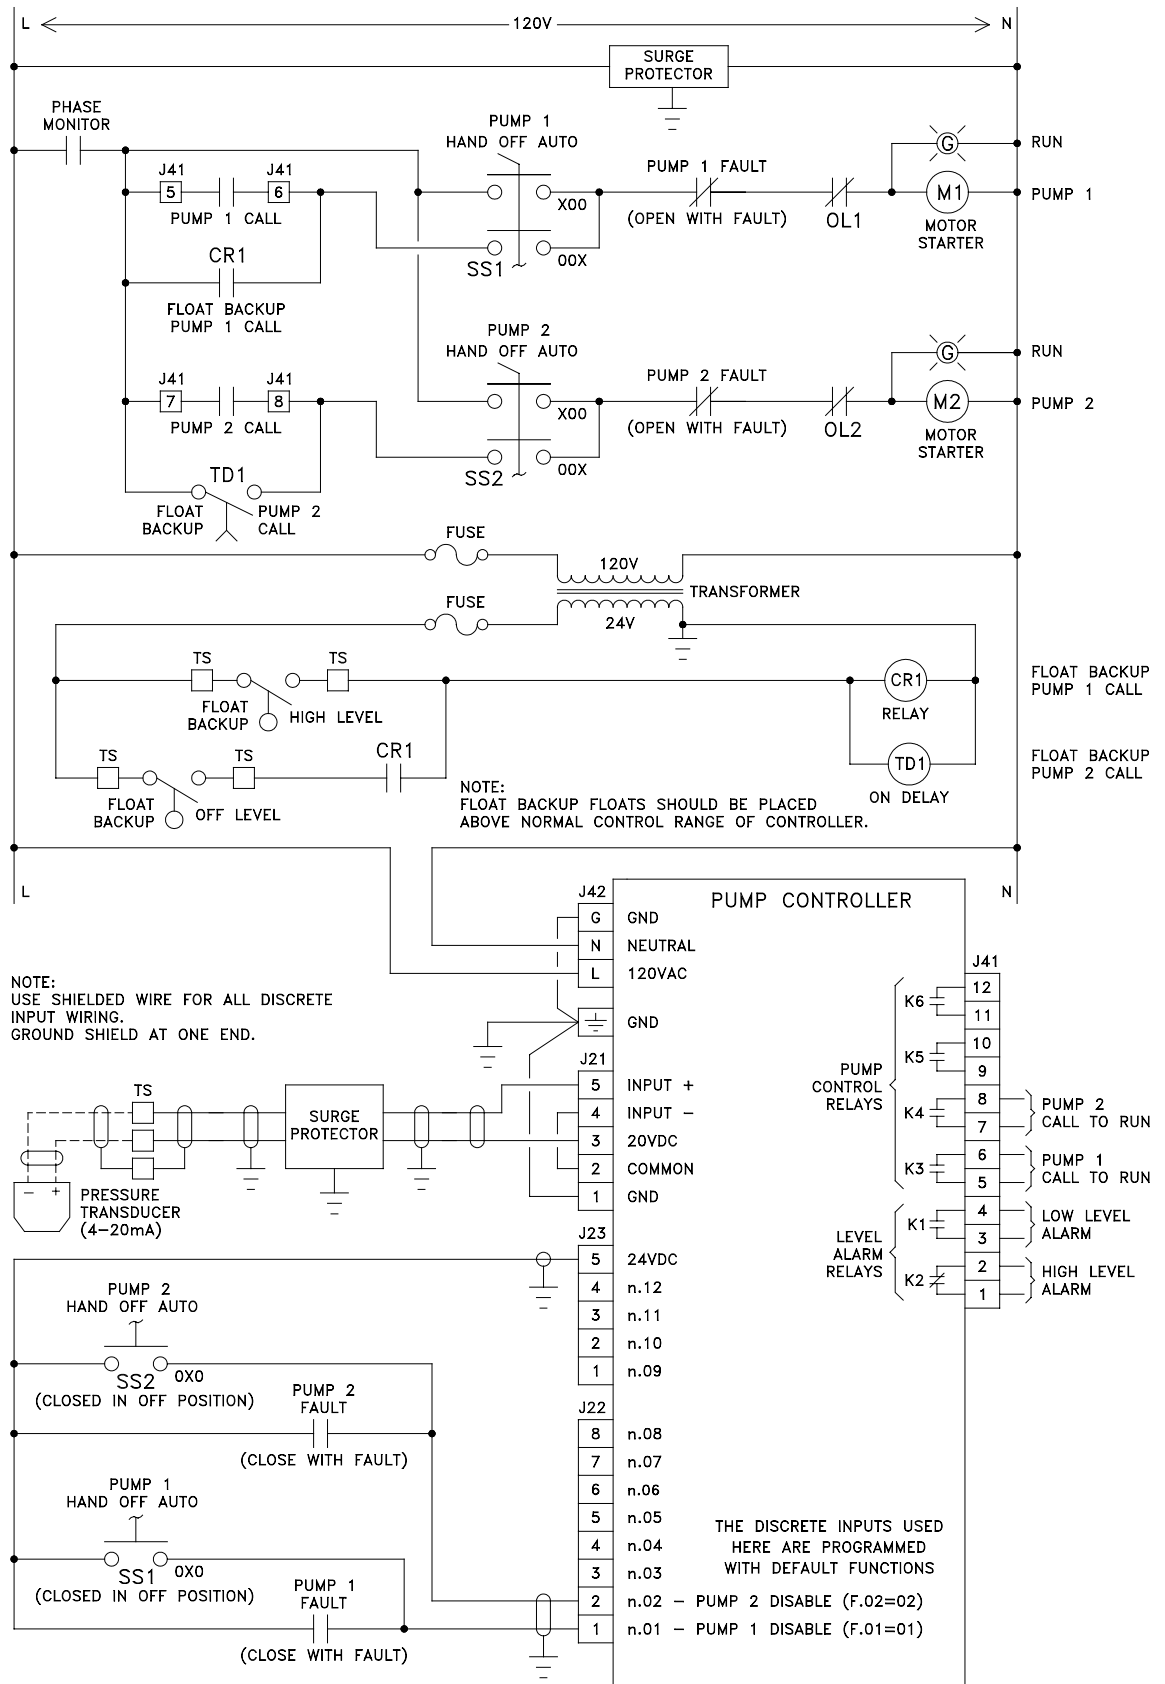 L
120V
N
SURGE
PROTECTOR
PHASE
MONITOR
PUMP 1
HAND OFF AUTO
G
RUN
J41
J41
5
6
PUMP 1 CALL
X00
PUMP 1 FAULT
(OPEN WITH FAULT)
OL1
M1
PUMP 1
MOTOR
STARTER
CR1
SS1
00X
FLOAT BACKUP
PUMP 1 CALL
PUMP 2
HAND OFF AUTO
G
RUN
J41
J41
7
8
PUMP 2 CALL
X00
PUMP 2 FAULT
(OPEN WITH FAULT)
OL2
M2
PUMP 2
MOTOR
STARTER
TD1
SS2
00X
FLOAT
BACKUP
PUMP 2
CALL
FUSE
120V
TRANSFORMER
FUSE
24V
TS
TS
FLOAT
BACKUP
HIGH LEVEL
CR1
RELAY
FLOAT BACKUP
PUMP 1 CALL
TS
TS
CR1
FLOAT
BACKUP
OFF LEVEL
TD1
ON DELAY
FLOAT BACKUP
PUMP 2 CALL
NOTE:
FLOAT BACKUP FLOATS SHOULD BE PLACED
ABOVE NORMAL CONTROL RANGE OF CONTROLLER.
L
N
J42
PUMP CONTROLLER
G GND
N NEUTRAL
L 120VAC
GND
NOTE:
USE SHIELDED WIRE FOR ALL DISCRETE
INPUT WIRING.
GROUND SHIELD AT ONE END.
J41
K6
12
11
K5
10
9
PUMP
CONTROL
RELAYS
K4
8
7
PUMP 2
CALL TO RUN
K3
6
5
PUMP 1
CALL TO RUN
LEVEL
ALARM
RELAYS
K1
4
3
LOW LEVEL
ALARM
K2
2
1
HIGH LEVEL
ALARM
J21
5 INPUT +
4 INPUT -
3 20VDC
2 COMMON
1 GND
TS
SURGE
PROTECTOR
- +
PRESSURE
TRANSDUCER
(4-20mA)
J23
5 24VDC
4 n.12
3 n.11
2 n.10
1 n.09
PUMP 2
HAND OFF AUTO
SS2
0X0
(CLOSED IN OFF POSITION)
PUMP 2
FAULT
(CLOSE WITH FAULT)
J22
8 n.08
7 n.07
6 n.06
5 n.05
4 n.04
3 n.03
2 n.02 - PUMP 2 DISABLE (F.02=02)
1 n.01 - PUMP 1 DISABLE (F.01=01)
THE DISCRETE INPUTS USED
HERE ARE PROGRAMMED
WITH DEFAULT FUNCTIONS
PUMP 1
HAND OFF AUTO
SS1
0X0
(CLOSED IN OFF POSITION)
PUMP 1
FAULT
(CLOSE WITH FAULT)